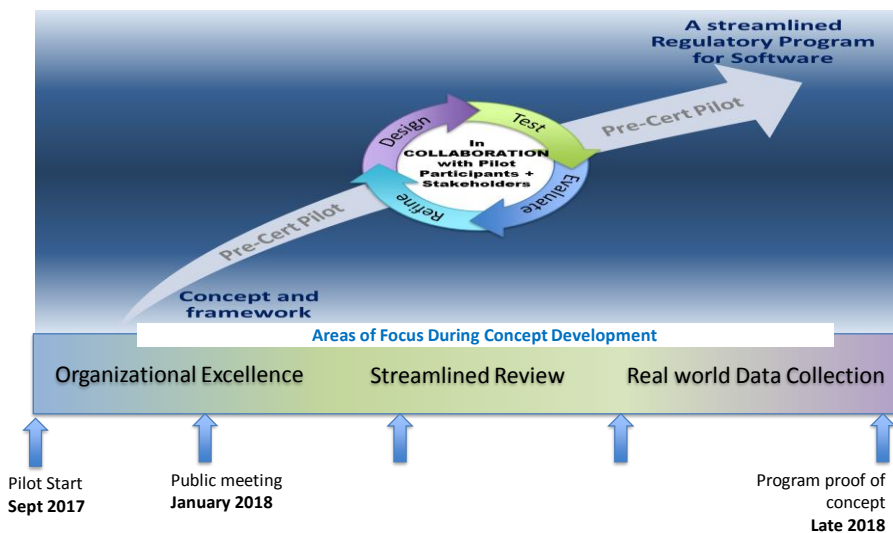 A streamlined
Regulatory Program
for Software
Pre-Cert Pilot
Design
Test
Evaluate
Refine
In
COLLABORATION
with Pilot
Participants +
Stakeholders
Pre-Cert Pilot
Concept and
framework
Areas of Focus During Concept Development
Organizational Excellence
Streamlined Review
Real world Data Collection
Pilot Start
Sept 2017
Public meeting
January 2018
Program proof of
concept
Late 2018